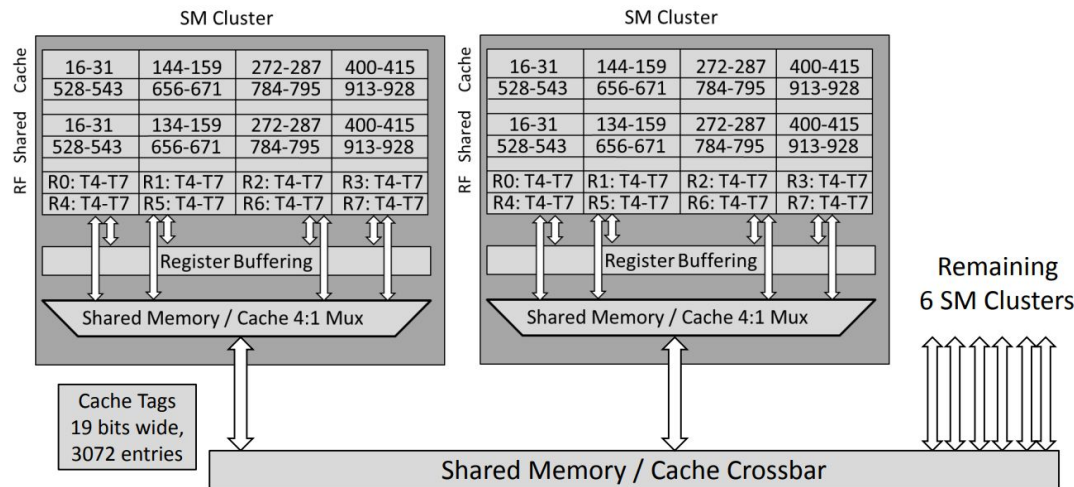 SM Cluster
Cache
16-31 144-159 272-287 400-415
528-543 656-671 784-795 913-928
Shared
16-31 134-159 272-287 400-415
528-543 656-671 784-795 913-928
RF
R0: T4-T7 R1: T4-T7 R2: T4-T7 R3: T4-T7
R4: T4-T7 R5: T4-T7 R6: T4-T7 R7: T4-T7
Register Buffering
Shared Memory / Cache 4:1 Mux
SM Cluster
Cache
16-31 144-159 272-287 400-415
528-543 656-671 784-795 913-928
Shared
16-31 134-159 272-287 400-415
528-543 656-671 784-795 913-928
RF
R0: T4-T7 R1: T4-T7 R2: T4-T7 R3: T4-T7
R4: T4-T7 R5: T4-T7 R6: T4-T7 R7: T4-T7
Register Buffering
Shared Memory / Cache 4:1 Mux
Remaining
6 SM Clusters
Cache Tags
19 bits wide,
3072 entries
Shared Memory / Cache Crossbar